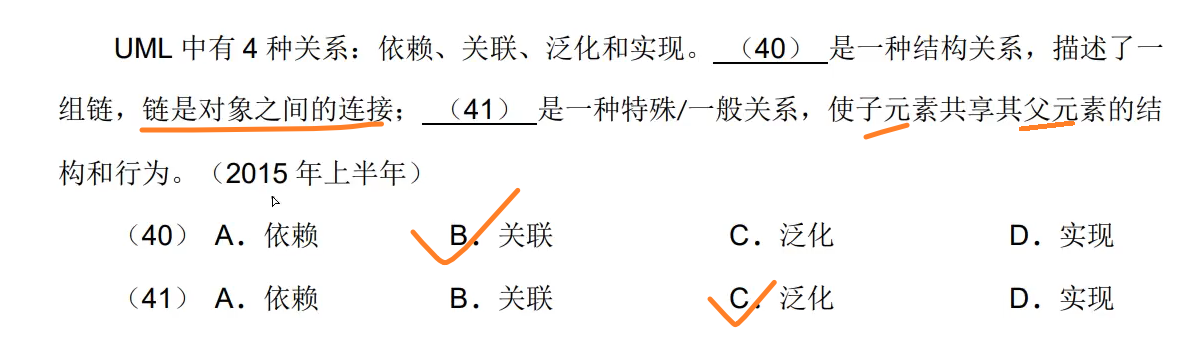 UML 中有 4 种关系：依赖、关联、泛化和实现。 （40） 是一种结构关系，描述了一
组链，链是对象之间的连接； （41） 是一种特殊/一般关系，使子元素共享其父元素的结
构和行为。（2015 年上半年）
（40） A．依赖 B．关联 C．泛化 D．实现
（41） A．依赖 B．关联 C．泛化 D．实现